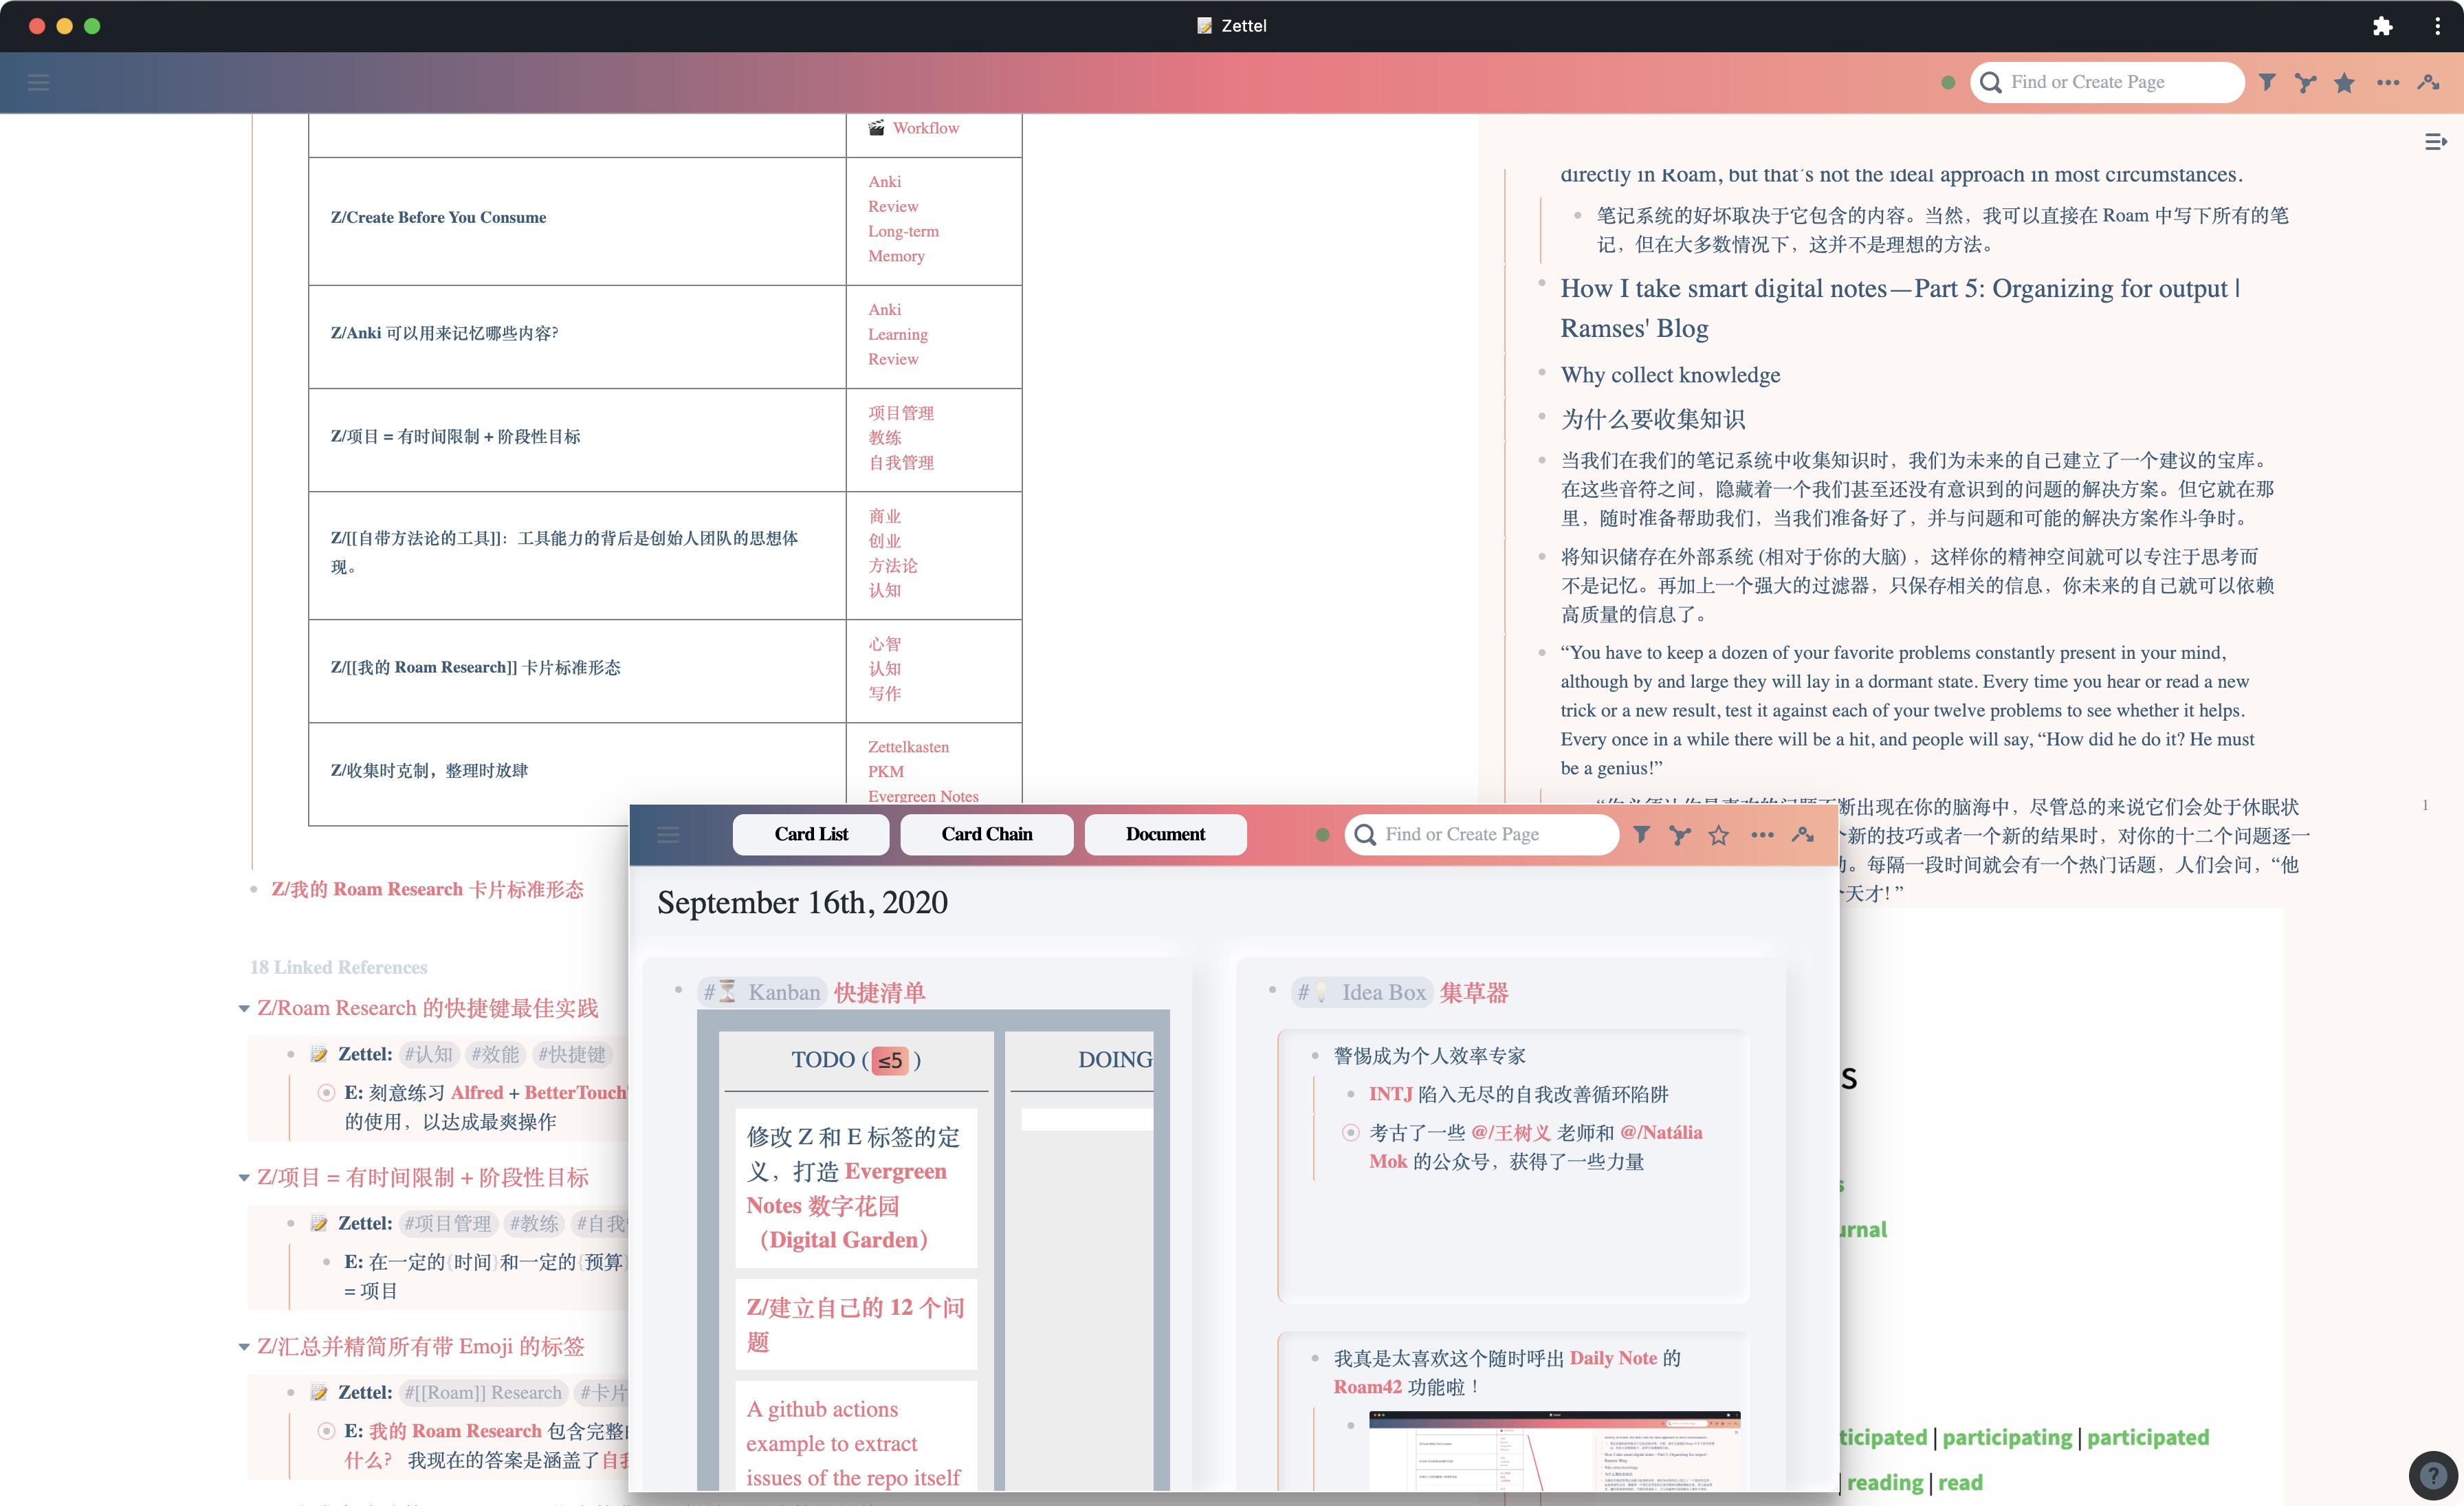 Zettel
Find or Create Page
Workflow
Z/Create Before You Consume
Anki
Review
Long-term
Memory
Z/Anki 可以用来记忆哪些内容?
Anki
Learning
Review
Z/项目 = 有时间限制 + 阶段性目标
项目管理
教练
自我管理
Z/[[自带方法论的工具]]：工具能力的背后是创始人团队的思想体
现。
商业
创业
方法论
认知
Z/[[我的 Roam Research]] 卡片标准形态
心智
认知
写作
Z/收集时克制，整理时放肆
Zettelkasten
PKM
Evergreen Notes
Z/我的 Roam Research 卡片标准形态
18 Linked References
Z/Roam Research 的快捷键最佳实践
Zettel: #认知 #效能 #快捷键
E: 刻意练习 Alfred + BetterTouch
的使用，以达成最爽操作
Z/项目 = 有时间限制 + 阶段性目标
Zettel: #项目管理 #教练 #自我
E: 在一定的{时间}和一定的{预算
= 项目
Z/汇总并精简所有带 Emoji 的标签
Zettel: #[[Roam]] Research #卡片
E: 我的 Roam Research 包含完整
什么? 我现在的答案是涵盖了自我
directly in Roam, but that's not the ideal approach in most circumstances.
笔记系统的好坏取决于它包含的内容。当然，我可以直接在 Roam 中写下所有的笔
记，但在大多数情况下，这并不是理想的方法。
How I take smart digital notes—Part 5: Organizing for output |
Ramses' Blog
Why collect knowledge
为什么要收集知识
当我们在我们的笔记系统中收集知识时，我们为未来的自己建立了一个建议的宝库。
在这些音符之间，隐藏着一个我们甚至还没有意识到的问题的解决方案。但它就在那
里，随时准备帮助我们，当我们准备好了，并与问题和可能的解决方案作斗争时。
将知识储存在外部系统 (相对于你的大脑) ，这样你的精神空间就可以专注于思考而
不是记忆。再加上一个强大的过滤器，只保存相关的信息，你未来的自己就可以依赖
高质量的信息了。
“You have to keep a dozen of your favorite problems constantly present in your mind,
although by and large they will lay in a dormant state. Every time you hear or read a new
trick or a new result, test it against each of your twelve problems to see whether it helps.
Every once in a while there will be a hit, and people will say, “How did he do it? He must
be a genius!”
断出现在你的脑海中，尽管总的来说它们会处于休眠状
新的技巧或者一个新的结果时，对你的十二个问题逐一
。每隔一段时间就会有一个热门话题，人们会问，“他
天才! ”
1
s
s
urnal
ticipated | participating | participated
| reading | read
?
Card List
Card Chain
Document
Find or Create Page
September 16th, 2020
# Kanban 快捷清单
TODO ( ≤5 )
DOING
修改 Z 和 E 标签的定
义，打造 Evergreen
Notes 数字花园
（Digital Garden）
Z/建立自己的 12 个问
题
A github actions
example to extract
issues of the repo itself
# Idea Box 集草器
警惕成为个人效率专家
INTJ 陷入无尽的自我改善循环陷阱
考古了一些 @/王树义 老师和 @/Natália
Mok 的公众号，获得了一些力量
我真是太喜欢这个随时呼出 Daily Note 的
Roam42 功能啦！